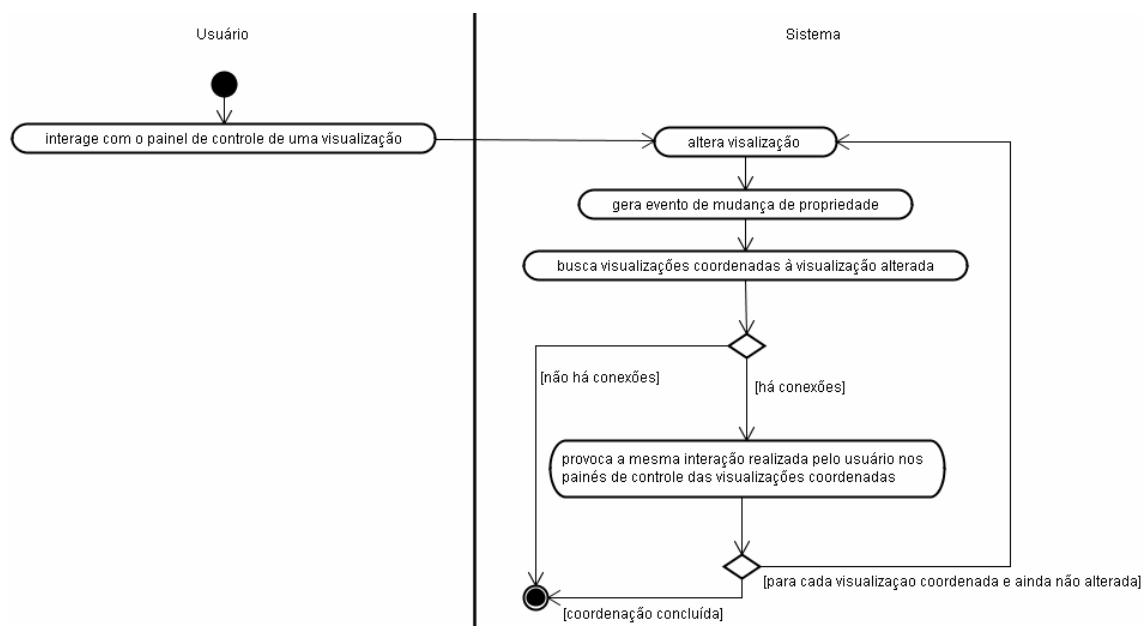 Usuário
Sistema
interage com o painel de controle de uma visualização
altera visalização
gera evento de mudança de propriedade
busca visualizações coordenadas à visualização alterada
[não há conexões]
[há conexões]
provoca a mesma interação realizada pelo usuário nos
painés de controle das visualizações coordenadas
[para cada visualizaçao coordenada e ainda não alterada]
[coordenação concluída]